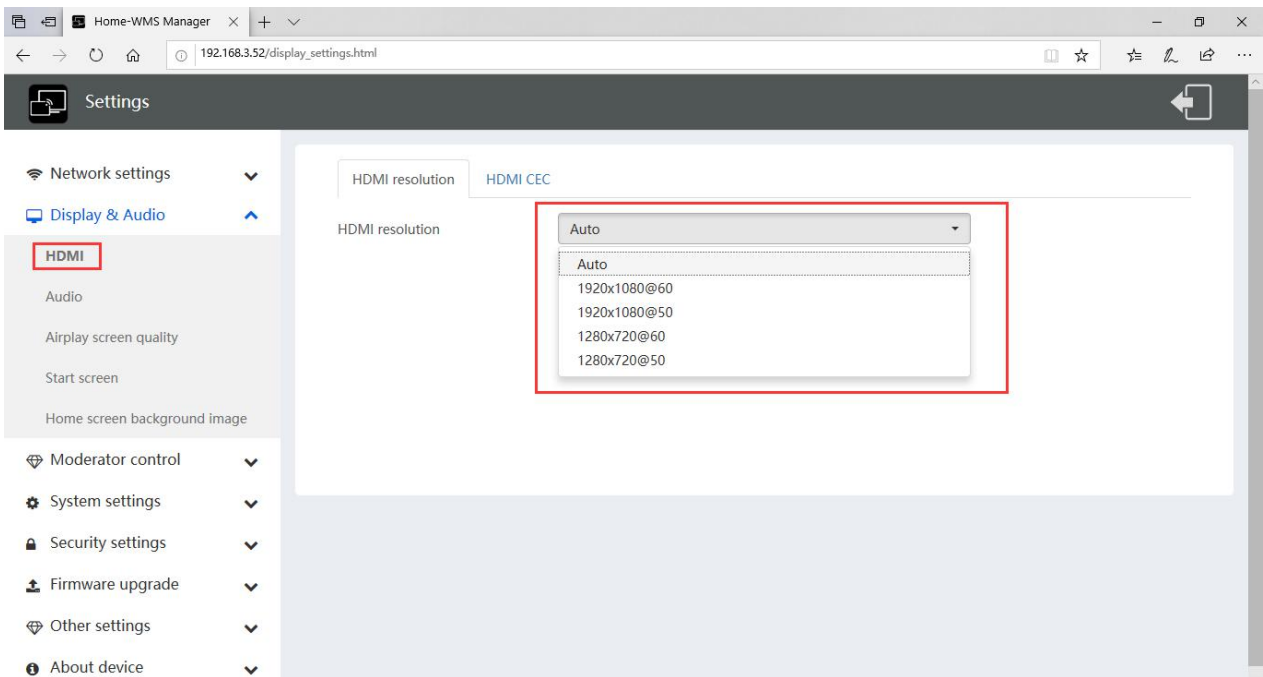 Home-WMS Manager
192.168.3.52/display_settings.html
Settings
Network settings
Display & Audio
HDMI
Audio
Airplay screen quality
Start screen
Home screen background image
Moderator control
System settings
Security settings
Firmware upgrade
Other settings
About device
HDMI resolution HDMI CEC
HDMI resolution Auto
Auto
1920x1080@60
1920x1080@50
1280x720@60
1280x720@50